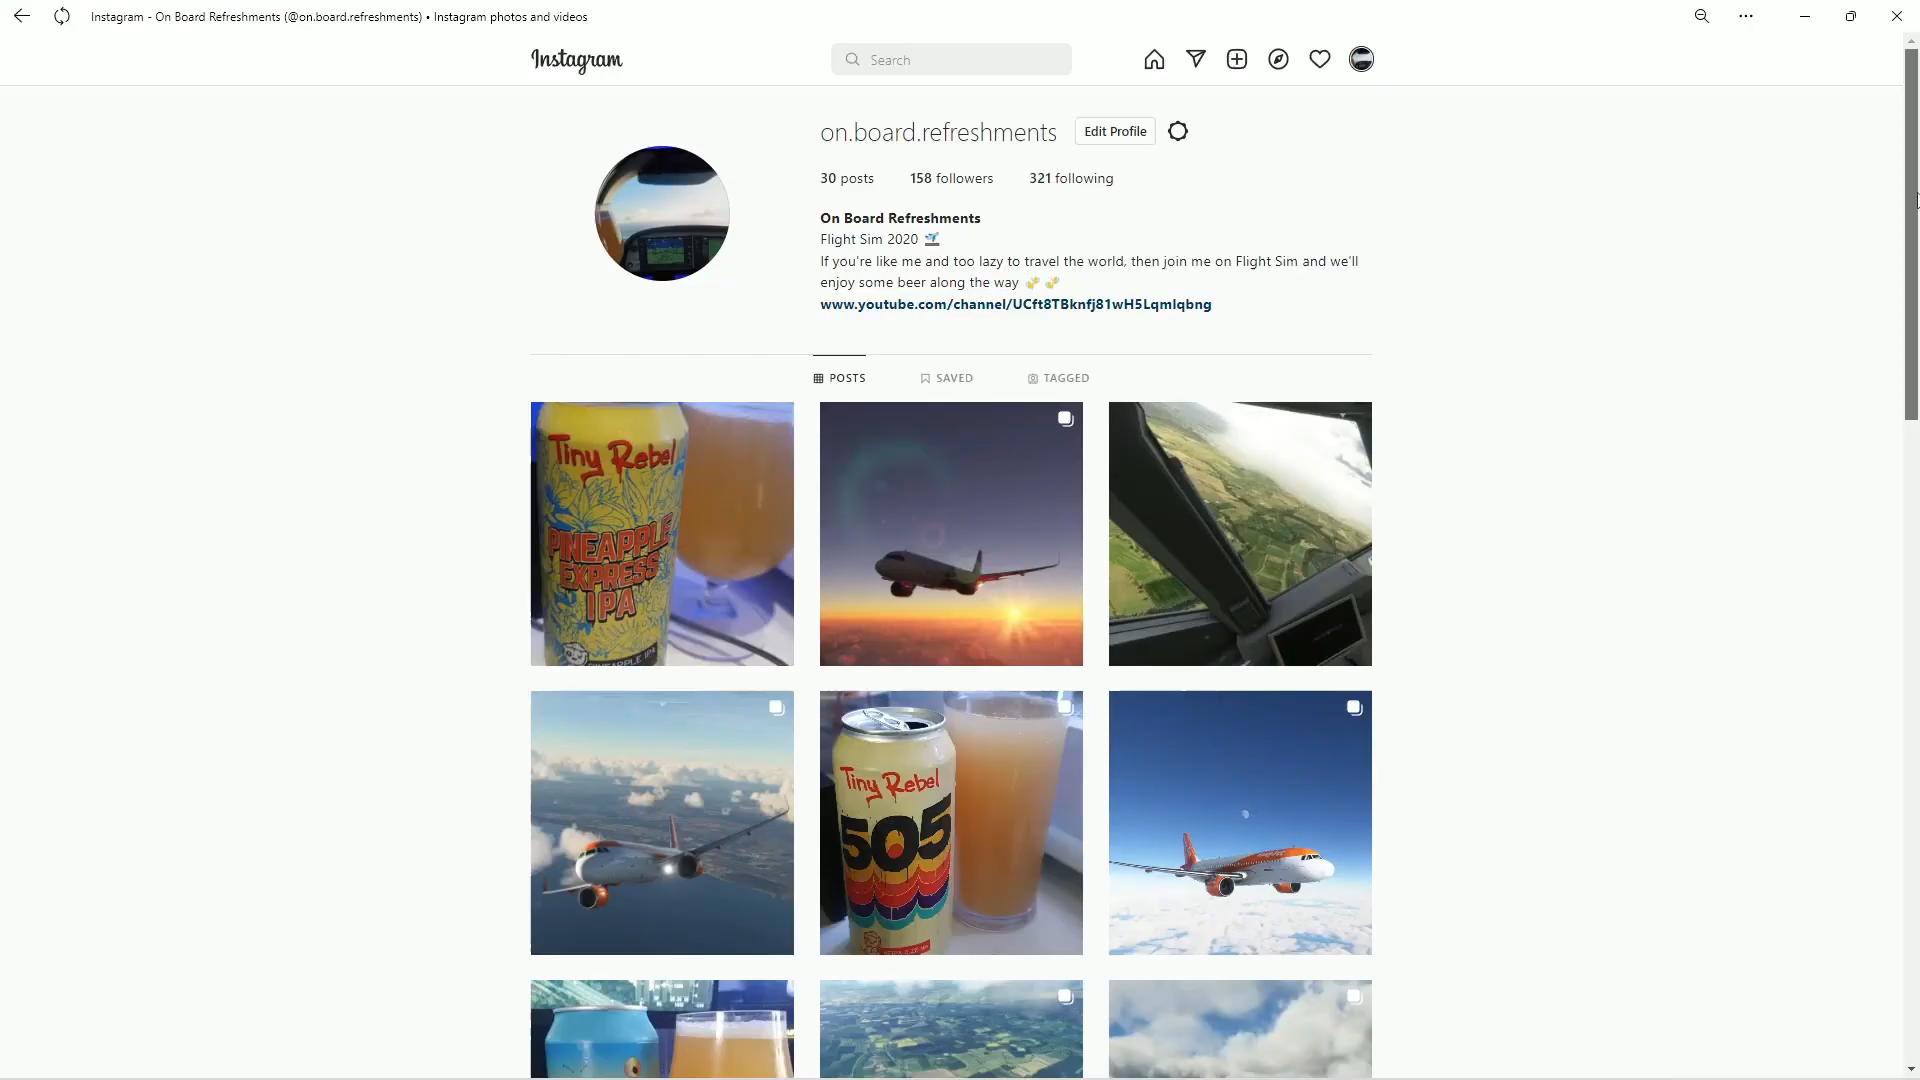 Instagram - On Board Refreshments (@on.board.refreshments) • Instagram photos and videos
Instagram
Search
on.board.refreshments
Edit Profile
30 posts
158 followers
321 following
On Board Refreshments
Flight Sim 2020
If you're like me and too lazy to travel the world, then join me on Flight Sim and we'll
enjoy some beer along the way
www.youtube.com/channel/UCft8TBknfj81wH5LqmIqbng
POSTS
SAVED
TAGGED
Tiny Rebel
PINEAPPLE
EXPRESS
IPA
Tiny Rebel
505